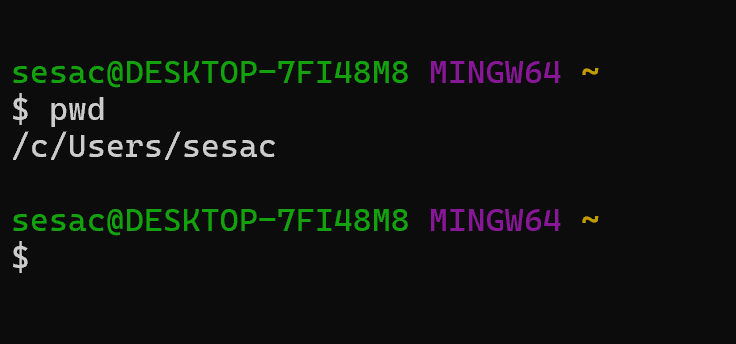 sesac@DESKTOP-7FI48M8 MINGW64 ~
$ pwd
/c/Users/sesac
sesac@DESKTOP-7FI48M8 MINGW64 ~
$